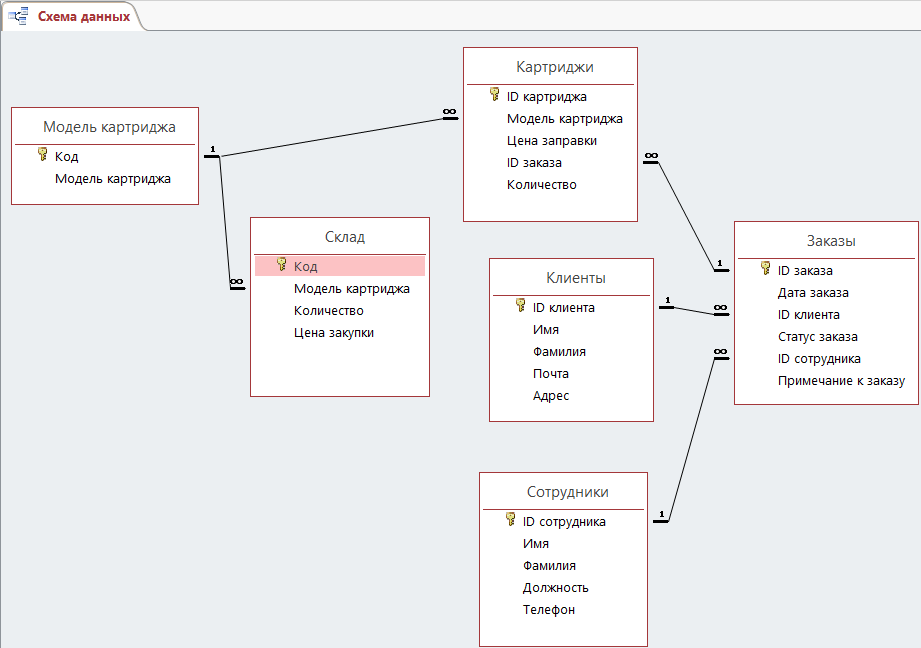 Схема данных
Модель картриджа
Код
Модель картриджа
1
∞
∞
Склад
Код
Модель картриджа
Количество
Цена закупки
Картриджи
ID картриджа
Модель картриджа
Цена заправки
ID заказа
Количество
∞
1
Клиенты
ID клиента
Имя
Фамилия
Почта
Адрес
1
∞
Заказы
ID заказа
Дата заказа
ID клиента
Статус заказа
ID сотрудника
Примечание к заказу
∞
1
Сотрудники
ID сотрудника
Имя
Фамилия
Должность
Телефон